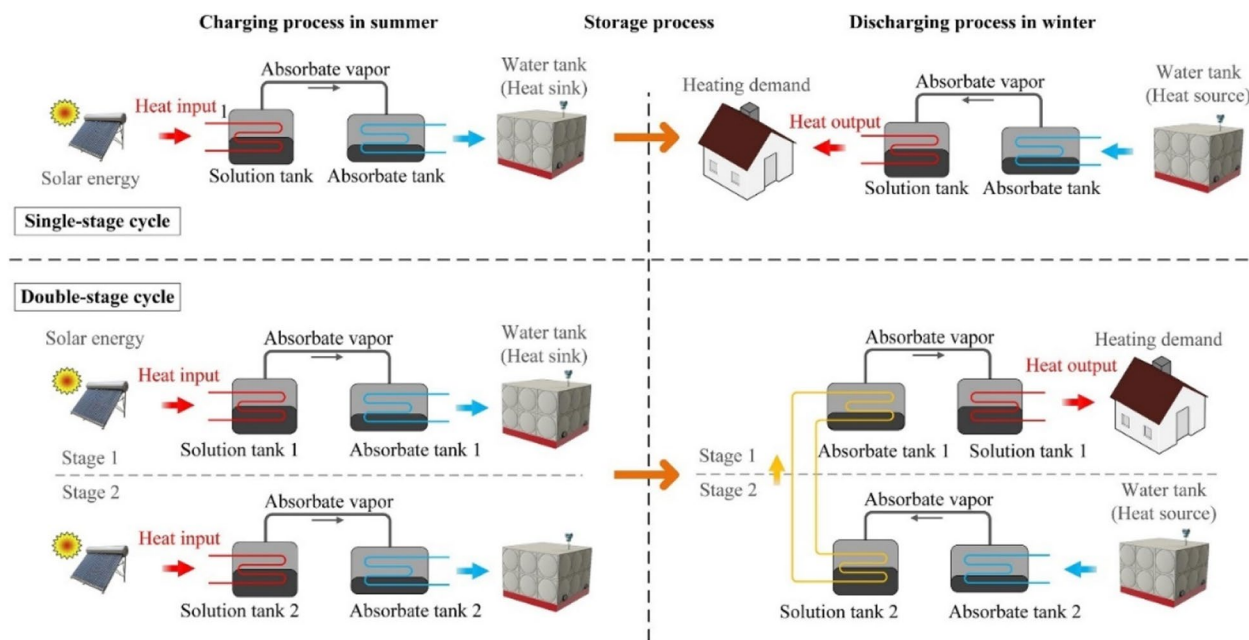 Charging process in summer
Storage process
Discharging process in winter
Absorbate vapor
Water tank
(Heat sink)
Heat input
1
Solar energy
Solution tank
Absorbate tank
Heating demand
Absorbate vapor
Water tank
(Heat source)
Heat output
Solution tank
Absorbate tank
Single-stage cycle
Double-stage cycle
Solar energy
Absorbate vapor
Water tank
(Heat sink)
Heat input
Solution tank 1
Absorbate tank 1
Stage 1
Stage 2
Absorbate vapor
Heat input
Solution tank 2
Absorbate tank 2
Absorbate vapor
Heating demand
Heat output
Absorbate tank 1
Solution tank 1
Stage 1
Stage 2
Absorbate vapor
Water tank
(Heat source)
Solution tank 2
Absorbate tank 2